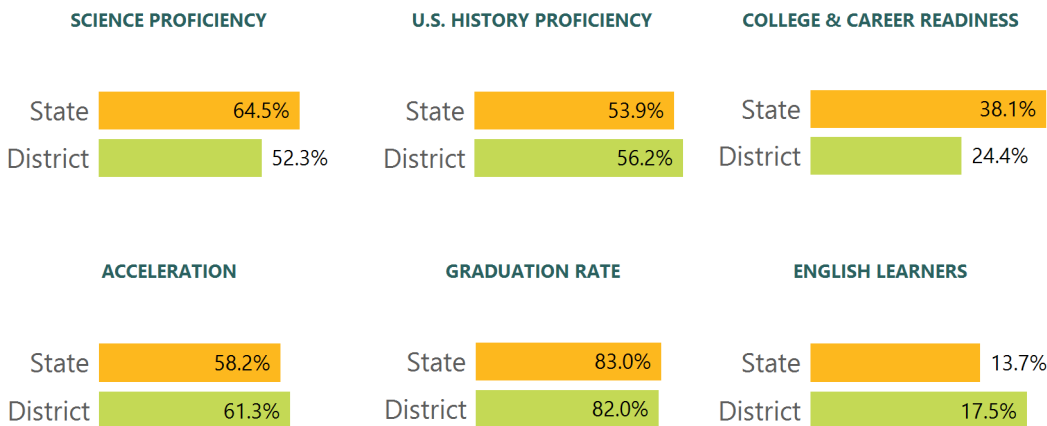 SCIENCE PROFICIENCY
State 64.5%
District 52.3%
U.S. HISTORY PROFICIENCY
State 53.9%
District 56.2%
COLLEGE & CAREER READINESS
State 38.1%
District 24.4%
ACCELERATION
State 58.2%
District 61.3%
GRADUATION RATE
State 83.0%
District 82.0%
ENGLISH LEARNERS
State 13.7%
District 17.5%